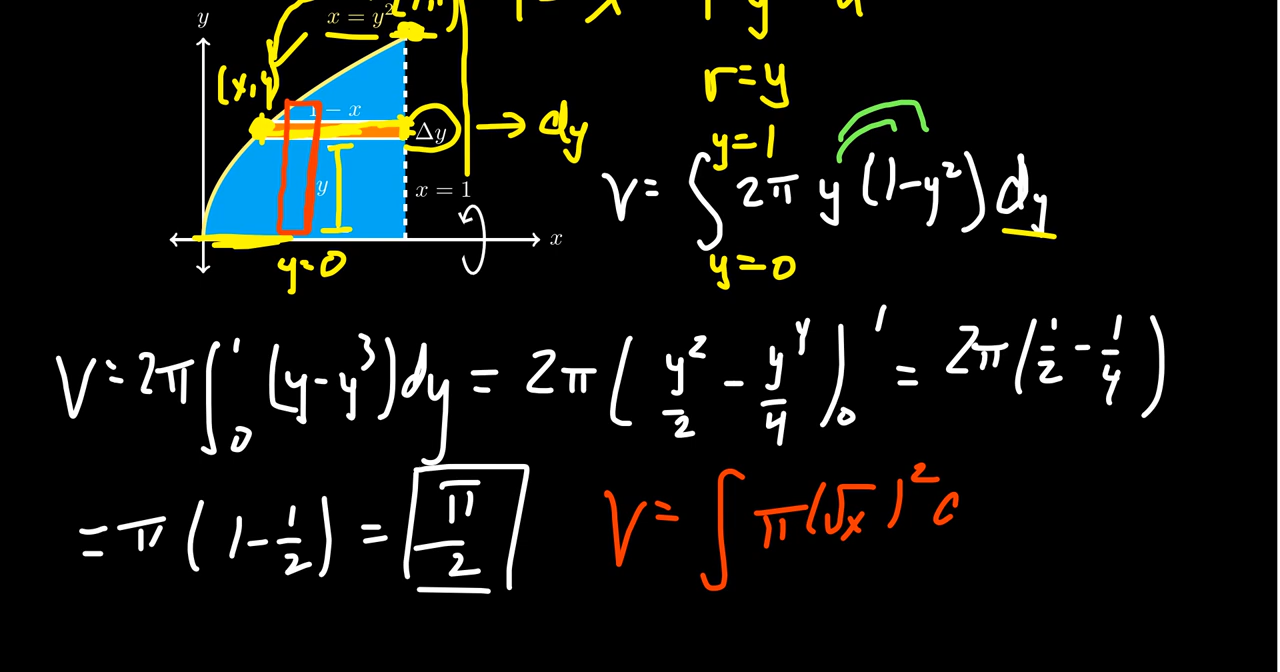 y
x = y²
(x,y
r=y
1 − x
Δy
→ dy
y=1
V= ∫ 2π y (1-y²) dy
y=0
y
x = 1
x
y=0
V=2π∫₀¹ (y-y³)dy = 2π( y²/2 - y⁴/4 )₀¹ = 2π(1/2 - 1/4)
=π(1-1/2) = π/2
V= ∫ π(√x)²